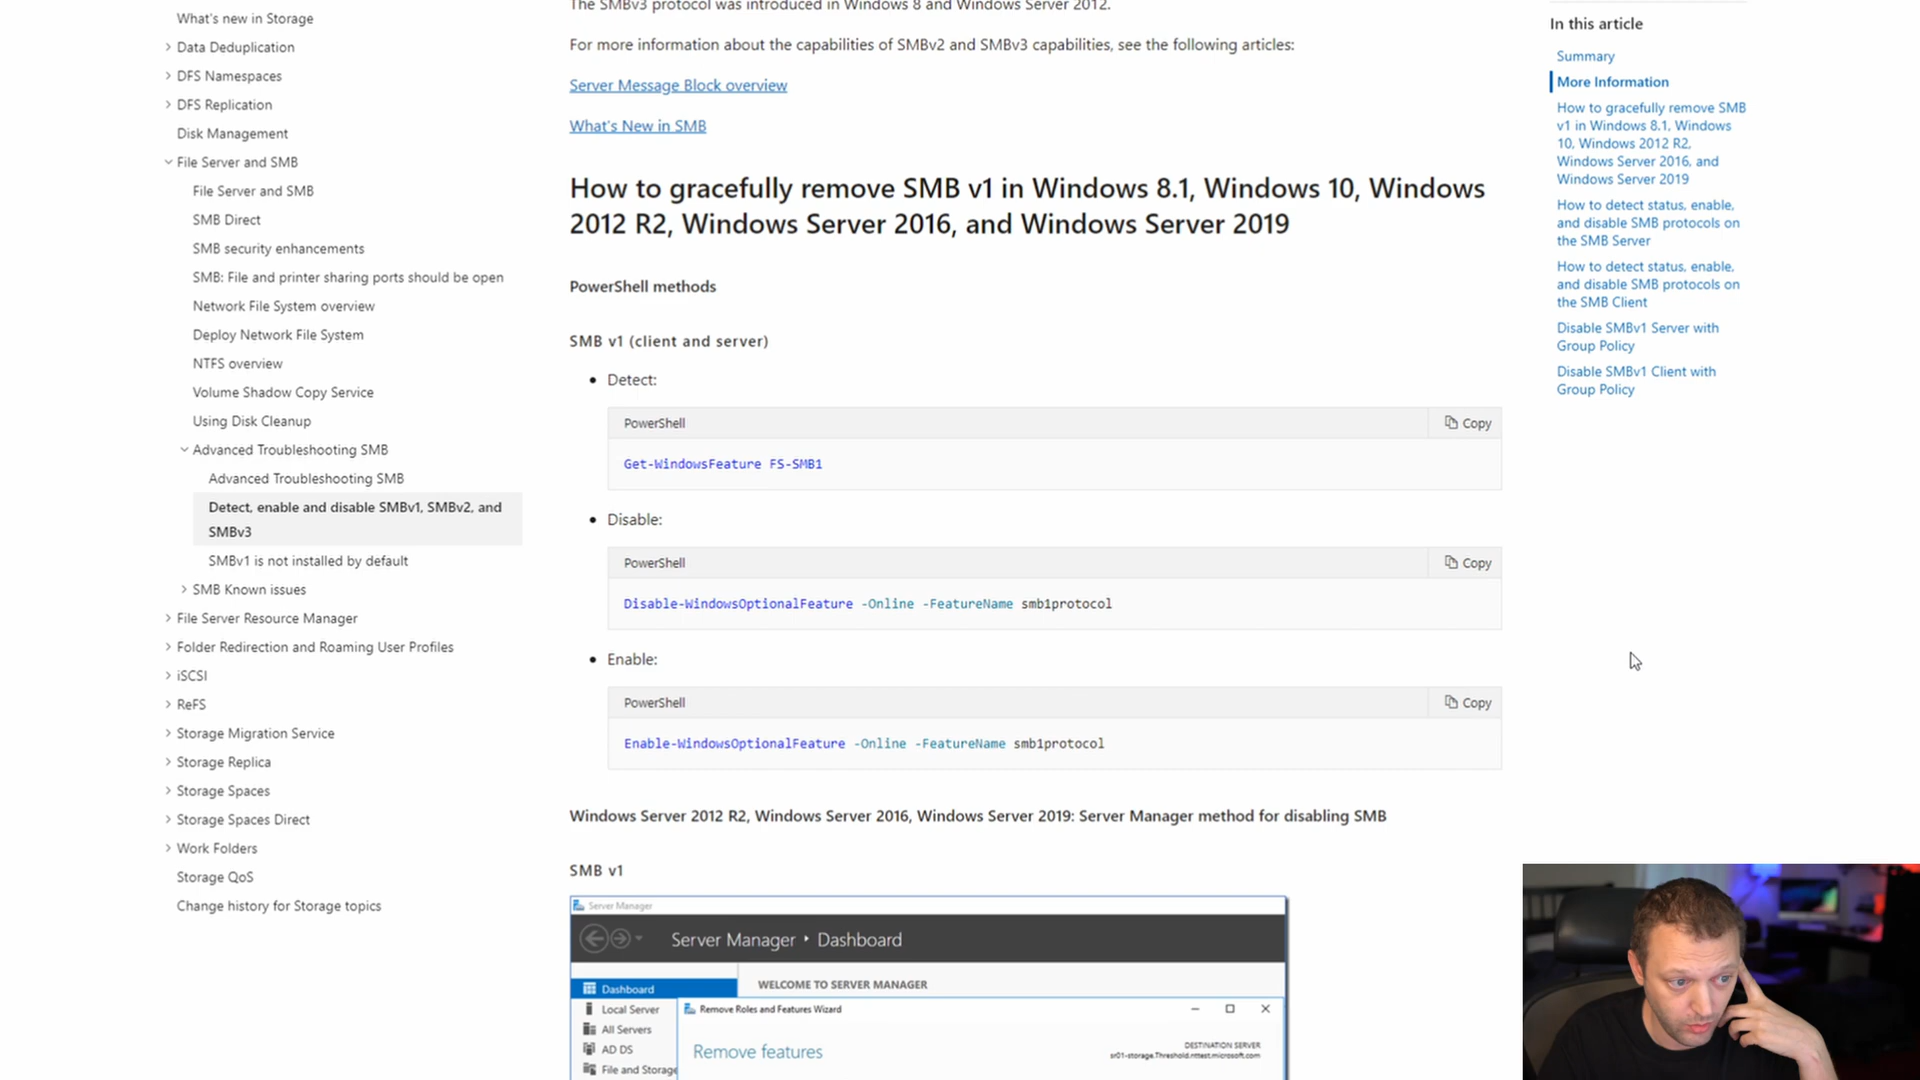 What's new in Storage
Data Deduplication
DFS Namespaces
DFS Replication
Disk Management
File Server and SMB
File Server and SMB
SMB Direct
SMB security enhancements
SMB: File and printer sharing ports should be open
Network File System overview
Deploy Network File System
NTFS overview
Volume Shadow Copy Service
Using Disk Cleanup
Advanced Troubleshooting SMB
Advanced Troubleshooting SMB
Detect, enable and disable SMBv1, SMBv2, and
SMBv3
SMBv1 is not installed by default
SMB Known issues
File Server Resource Manager
Folder Redirection and Roaming User Profiles
iSCSI
ReFS
Storage Migration Service
Storage Replica
Storage Spaces
Storage Spaces Direct
Work Folders
Storage QoS
Change history for Storage topics
The SMBv3 protocol was introduced in Windows 8 and Windows Server 2012.
For more information about the capabilities of SMBv2 and SMBv3 capabilities, see the following articles:
Server Message Block overview
What's New in SMB
How to gracefully remove SMB v1 in Windows 8.1, Windows 10, Windows
2012 R2, Windows Server 2016, and Windows Server 2019
PowerShell methods
SMB v1 (client and server)
• Detect:
PowerShell Copy
Get-WindowsFeature FS-SMB1
• Disable:
PowerShell Copy
Disable-WindowsOptionalFeature -Online -FeatureName smb1protocol
• Enable:
PowerShell Copy
Enable-WindowsOptionalFeature -Online -FeatureName smb1protocol
Windows Server 2012 R2, Windows Server 2016, Windows Server 2019: Server Manager method for disabling SMB
SMB v1
Server Manager
Server Manager • Dashboard
Dashboard
Local Server
All Servers
AD DS
File and Storage
WELCOME TO SERVER MANAGER
Remove Roles and Features Wizard
Remove features
DESTINATION SERVER
sr01-storage.Threshold.nttest.microsoft.com
In this article
Summary
More Information
How to gracefully remove SMB
v1 in Windows 8.1, Windows
10, Windows 2012 R2,
Windows Server 2016, and
Windows Server 2019
How to detect status, enable,
and disable SMB protocols on
the SMB Server
How to detect status, enable,
and disable SMB protocols on
the SMB Client
Disable SMBv1 Server with
Group Policy
Disable SMBv1 Client with
Group Policy